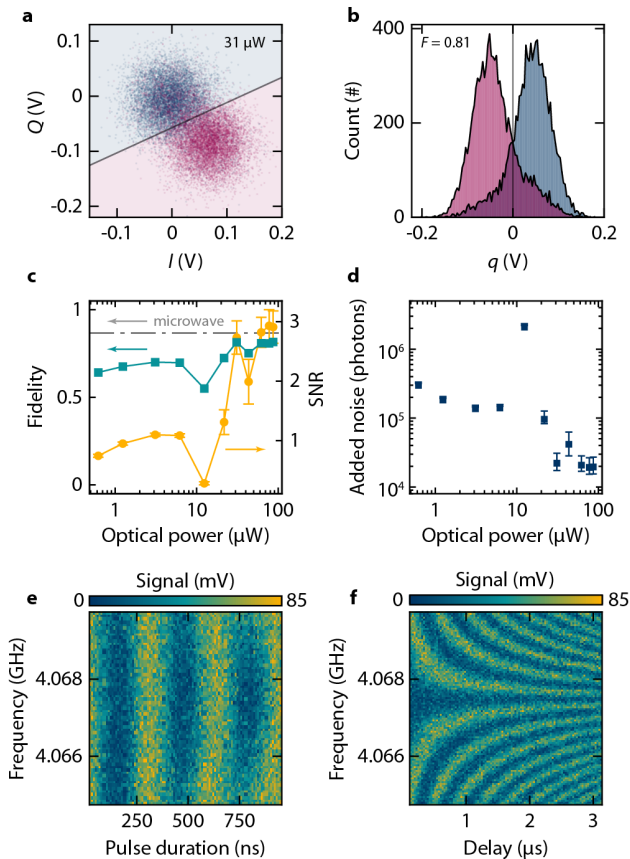 a
31 µW
0.1
0
-0.1
-0.2
Q (V)
-0.1
0
0.1
0.2
I (V)
b
F = 0.81
400
200
0
Count (#)
-0.2
0
0.2
q (V)
c
microwave
1
0.5
0
Fidelity
3
2
1
SNR
1
10
100
Optical power (µW)
d
10⁶
10⁵
10⁴
Added noise (photons)
1
10
100
Optical power (µW)
Signal (mV)
e
0
85
4.068
4.066
Frequency (GHz)
250
500
750
Pulse duration (ns)
Signal (mV)
f
0
85
4.068
4.066
Frequency (GHz)
1
2
3
Delay (µs)